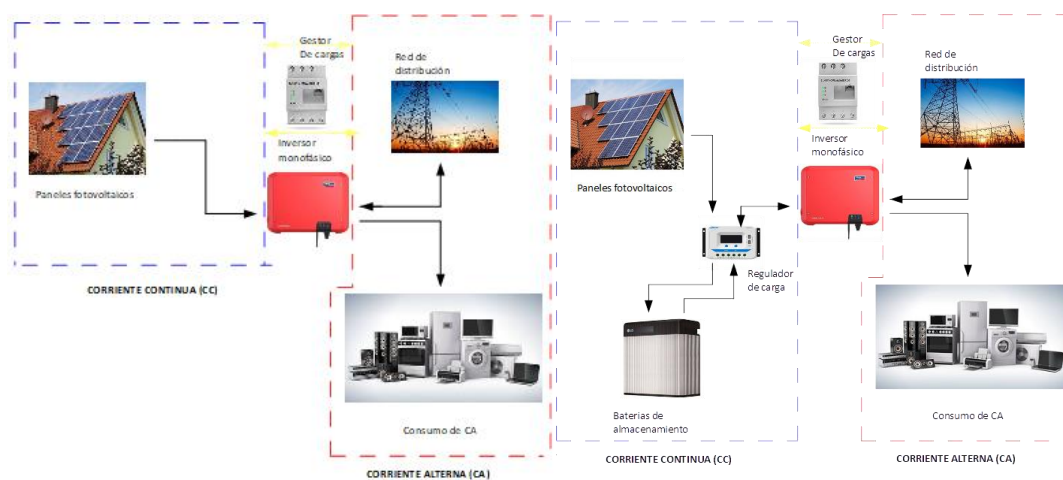 Gestor
De cargas
Red de
distribución
Inversor
monofásico
Paneles fotovoltaicos
CORRIENTE CONTINUA (CC)
Consumo de CA
CORRIENTE ALTERNA (CA)
Gestor
De cargas
Red de
distribución
Inversor
monofásico
Paneles fotovoltaicos
Regulador
de carga
Baterias de
almacenamiento
CORRIENTE CONTINUA (CC)
Consumo de CA
CORRIENTE ALTERNA (CA)